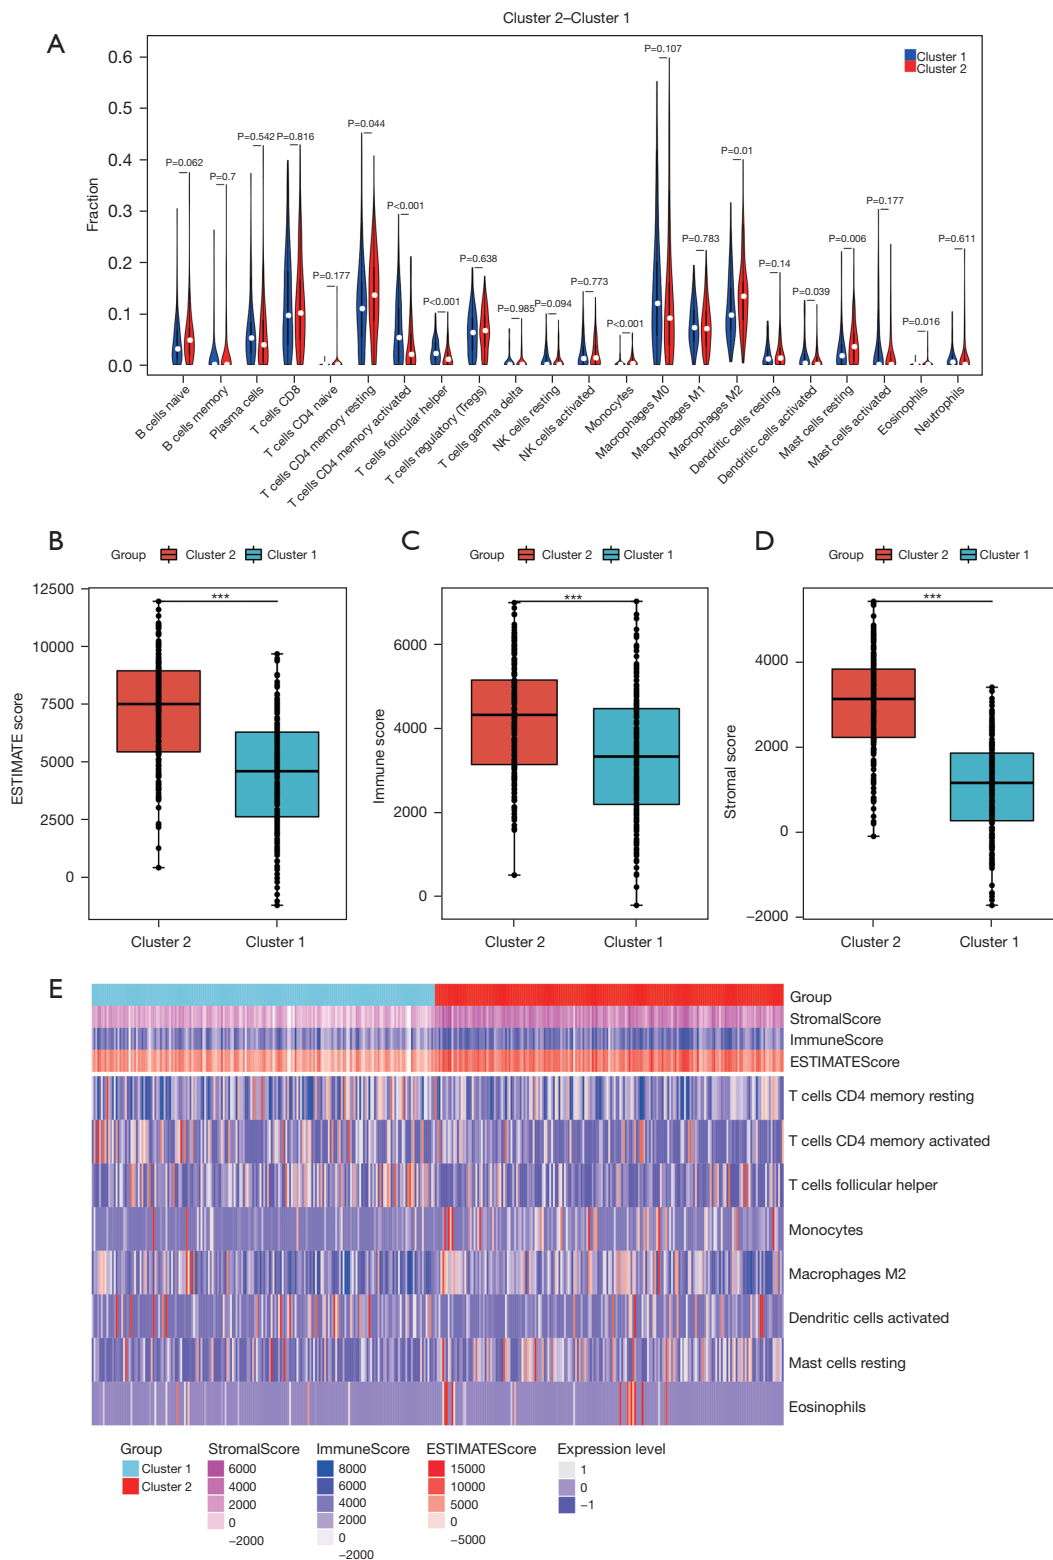 Cluster 2–Cluster 1
A
Cluster 1
Cluster 2
Fraction
0.6
0.5
0.4
0.3
0.2
0.1
0.0
P=0.062
P=0.7
P=0.542
P=0.816
P=0.177
P=0.044
P<0.001
P<0.001
P=0.638
P=0.985
P=0.094
P=0.773
P<0.001
P=0.107
P=0.783
P=0.01
P=0.14
P=0.039
P=0.006
P=0.177
P=0.016
P=0.611
B cells naive
B cells memory
Plasma cells
T cells CD8
T cells CD4 naive
T cells CD4 memory resting
T cells CD4 memory activated
T cells follicular helper
T cells regulatory (Tregs)
T cells gamma delta
NK cells resting
NK cells activated
Monocytes
Macrophages M0
Macrophages M1
Macrophages M2
Dendritic cells resting
Dendritic cells activated
Mast cells resting
Mast cells activated
Eosinophils
Neutrophils
B
Group Cluster 2 Cluster 1
ESTIMATE score
12500
10000
7500
5000
2500
0
***
Cluster 2 Cluster 1
C
Group Cluster 2 Cluster 1
Immune score
6000
4000
2000
0
***
Cluster 2 Cluster 1
D
Group Cluster 2 Cluster 1
Stromal score
4000
2000
0
−2000
***
Cluster 2 Cluster 1
E
Group
StromalScore
ImmuneScore
ESTIMATEScore
T cells CD4 memory resting
T cells CD4 memory activated
T cells follicular helper
Monocytes
Macrophages M2
Dendritic cells activated
Mast cells resting
Eosinophils
Group
Cluster 1
Cluster 2
StromalScore
6000
4000
2000
0
−2000
ImmuneScore
8000
6000
4000
2000
0
−2000
ESTIMATEScore
15000
10000
5000
0
−5000
Expression level
1
0
−1